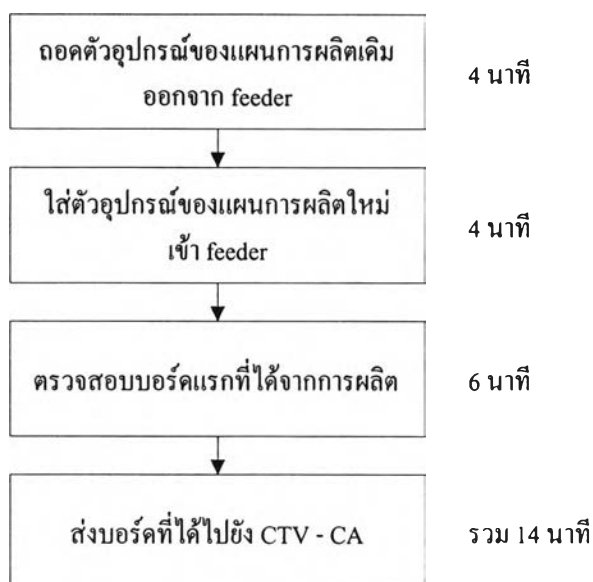 ถอดตัวอุปกรณ์ของแผนการผลิตเดิม
ออกจาก feeder
4 นาที
ใส่ตัวอุปกรณ์ของแผนการผลิตใหม่
เข้า feeder
4 นาที
ตรวจสอบบอร์ดแรกที่ได้จากการผลิต
6 นาที
ส่งบอร์ดที่ได้ไปยัง CTV - CA
รวม 14 นาที